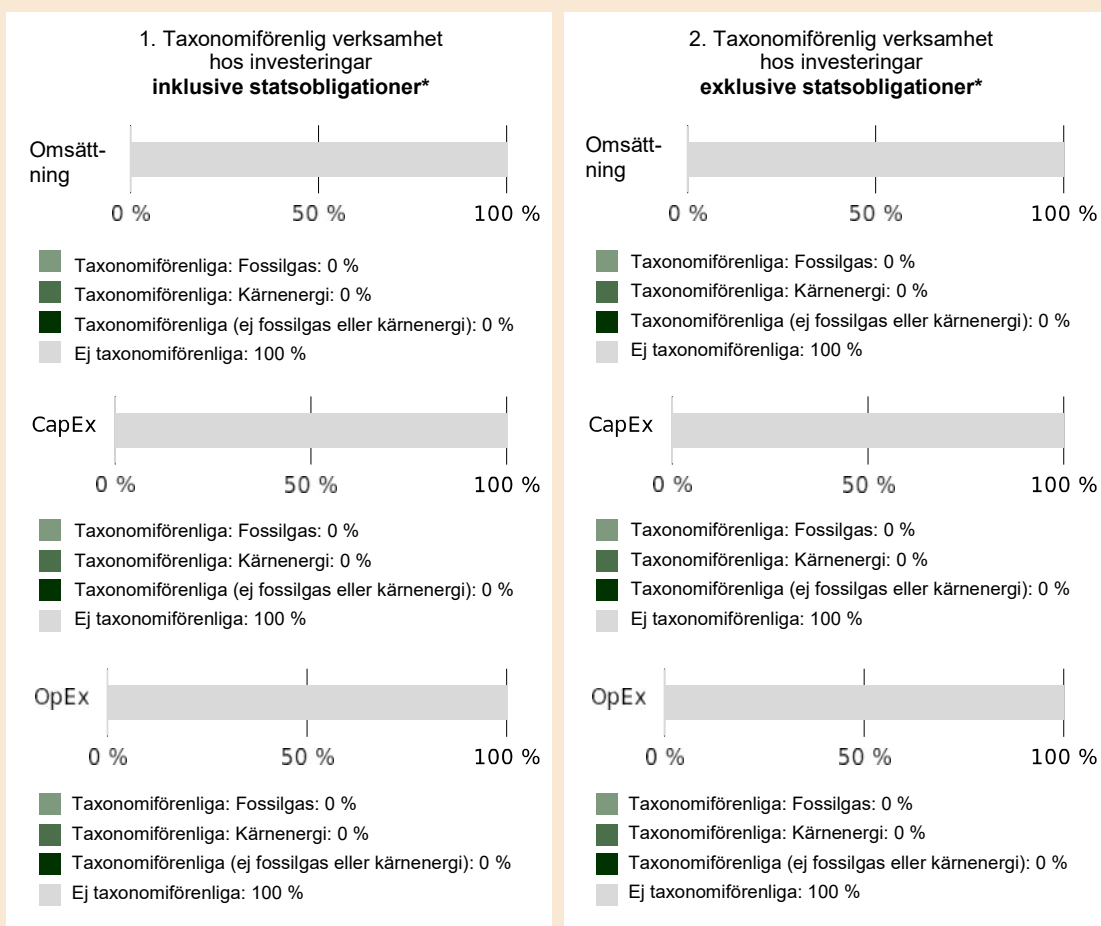 1. Taxonomiförenlig verksamhet
hos investeringar
inklusive statsobligationer*
Omsätt-
ning
0 % 50 % 100 %
Taxonomiförenliga: Fossilgas: 0 %
Taxonomiförenliga: Kärnenergi: 0 %
Taxonomiförenliga (ej fossilgas eller kärnenergi): 0 %
Ej taxonomiförenliga: 100 %
CapEx
0 % 50 % 100 %
Taxonomiförenliga: Fossilgas: 0 %
Taxonomiförenliga: Kärnenergi: 0 %
Taxonomiförenliga (ej fossilgas eller kärnenergi): 0 %
Ej taxonomiförenliga: 100 %
OpEx
0 % 50 % 100 %
Taxonomiförenliga: Fossilgas: 0 %
Taxonomiförenliga: Kärnenergi: 0 %
Taxonomiförenliga (ej fossilgas eller kärnenergi): 0 %
Ej taxonomiförenliga: 100 %
2. Taxonomiförenlig verksamhet
hos investeringar
exklusive statsobligationer*
Omsätt-
ning
0 % 50 % 100 %
Taxonomiförenliga: Fossilgas: 0 %
Taxonomiförenliga: Kärnenergi: 0 %
Taxonomiförenliga (ej fossilgas eller kärnenergi): 0 %
Ej taxonomiförenliga: 100 %
CapEx
0 % 50 % 100 %
Taxonomiförenliga: Fossilgas: 0 %
Taxonomiförenliga: Kärnenergi: 0 %
Taxonomiförenliga (ej fossilgas eller kärnenergi): 0 %
Ej taxonomiförenliga: 100 %
OpEx
0 % 50 % 100 %
Taxonomiförenliga: Fossilgas: 0 %
Taxonomiförenliga: Kärnenergi: 0 %
Taxonomiförenliga (ej fossilgas eller kärnenergi): 0 %
Ej taxonomiförenliga: 100 %